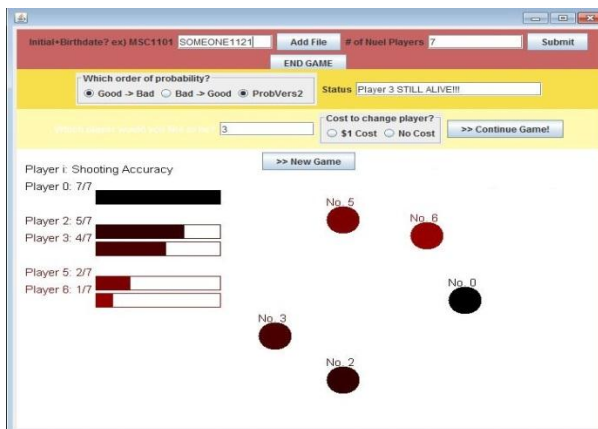 Initial+Birthdate? ex) MSC1101 SOMEONE1121 Add File # of Nuel Players 7 Submit
END GAME
Which order of probability?
Good -> Bad Bad -> Good ProbVers2 Status Player 3 STILL ALIVE!!!
Cost to change player?
3 $1 Cost No Cost >> Continue Game!
>> New Game
Player i: Shooting Accuracy
Player 0: 7/7
Player 2: 5/7
Player 3: 4/7
Player 5: 2/7
Player 6: 1/7
No. 5
No. 6
No. 0
No. 3
No. 2